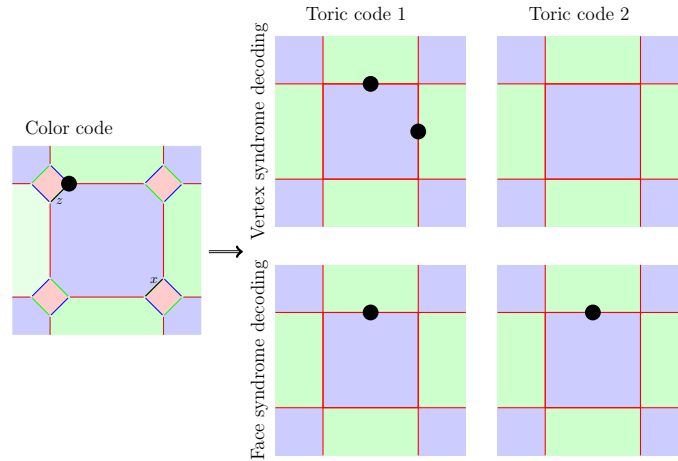 Toric code 1
Toric code 2
Vertex syndrome decoding
Color code
z
x
⟹
Face syndrome decoding